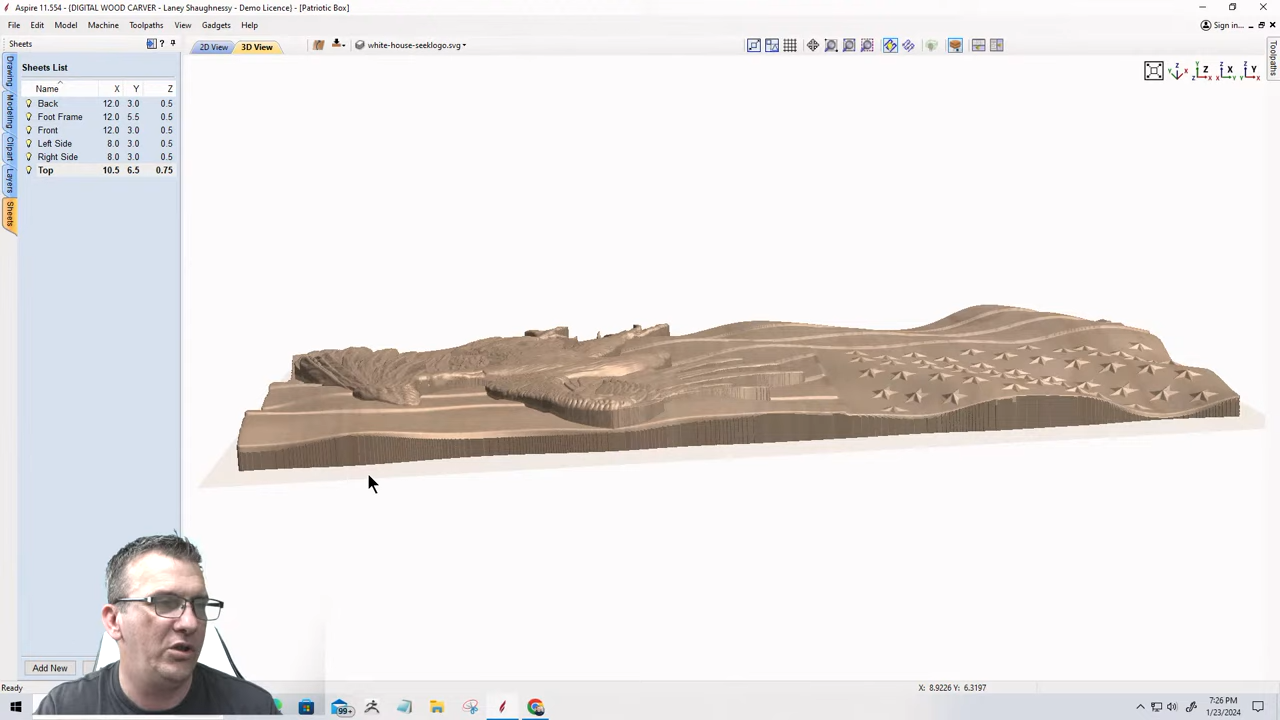 Aspire 11.554 - {DIGITAL WOOD CARVER - Laney Shaughnessy - Demo Licence} - [Patriotic Box]
File Edit Model Machine Toolpaths View Gadgets Help
Sign in...
Sheets
2D View 3D View
white-house-seeklogo.svg
Sheets List
Name X Y Z
Back 12.0 3.0 0.5
Foot Frame 12.0 5.5 0.5
Front 12.0 3.0 0.5
Left Side 8.0 3.0 0.5
Right Side 8.0 3.0 0.5
Top 10.5 6.5 0.75
Drawing
Modeling
Clipart
Layers
Sheets
Toolpaths
Z X Y
Add New
Ready
X: 8.9226 Y: 6.3197
99+
7:26 PM
1/23/2024